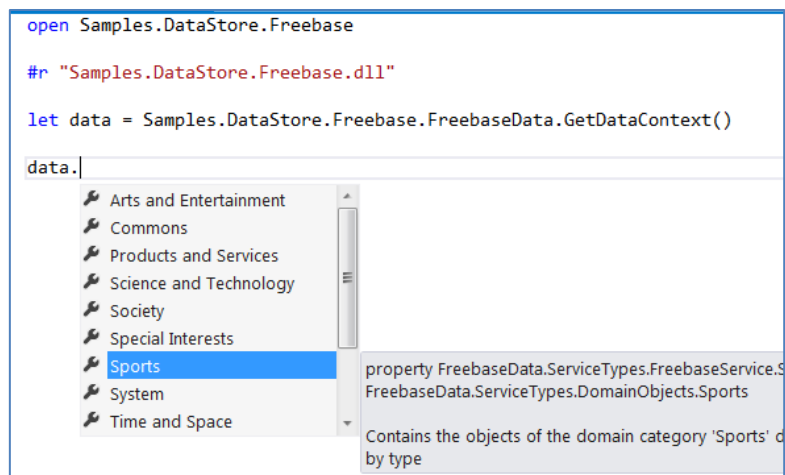 open Samples.DataStore.Freebase
#r "Samples.DataStore.Freebase.dll"
let data = Samples.DataStore.Freebase.FreebaseData.GetDataContext()
data.
Arts and Entertainment
Commons
Products and Services
Science and Technology
Society
Special Interests
Sports
System
Time and Space
property FreebaseData.ServiceTypes.FreebaseService.S
FreebaseData.ServiceTypes.DomainObjects.Sports
Contains the objects of the domain category 'Sports' d
by type